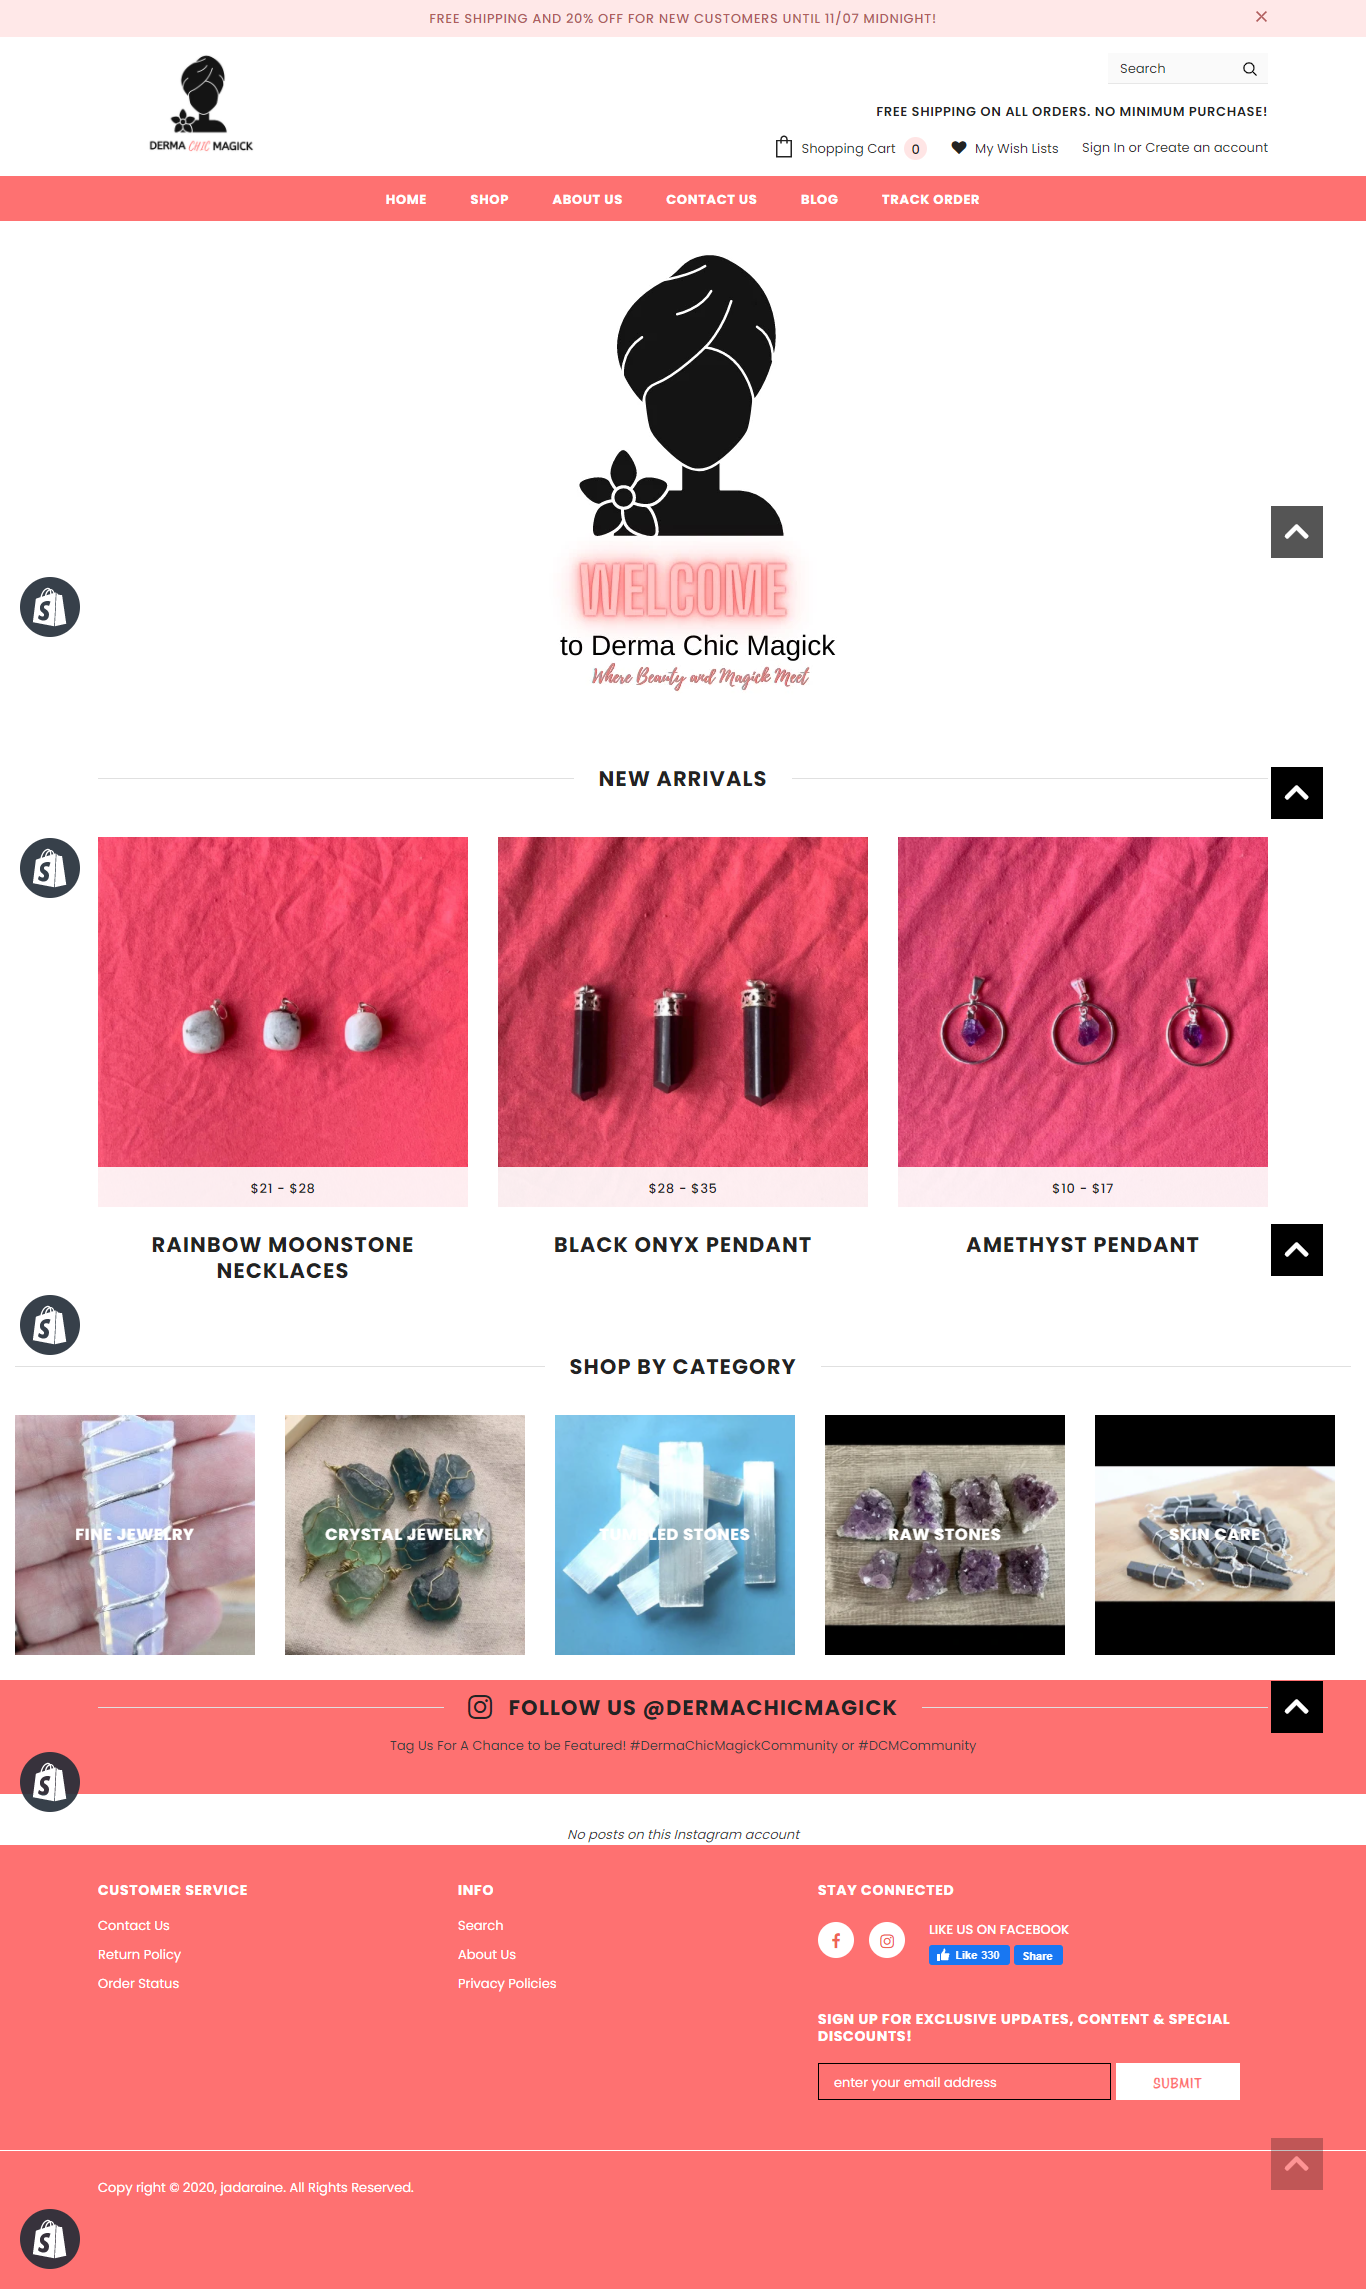 FREE SHIPPING AND 20% OFF FOR NEW CUSTOMERS UNTIL 11/07 MIDNIGHT!
Search
FREE SHIPPING ON ALL ORDERS. NO MINIMUM PURCHASE!
DERMA CHIC MAGICK
Shopping Cart 0 My Wish Lists Sign In or Create an account
HOME SHOP ABOUT US CONTACT US BLOG TRACK ORDER
WELCOME
to Derma Chic Magick
Where Beauty and Magick Meet
NEW ARRIVALS
$21 - $28
$28 - $35
$10 - $17
RAINBOW MOONSTONE
NECKLACES
BLACK ONYX PENDANT
AMETHYST PENDANT
SHOP BY CATEGORY
FINE JEWELRY
CRYSTAL JEWELRY
TUMBLED STONES
RAW STONES
SKIN CARE
FOLLOW US @DERMACHICMAGICK
Tag Us For A Chance to be Featured! #DermaChicMagickCommunity or #DCMCommunity
No posts on this Instagram account
CUSTOMER SERVICE
Contact Us
Return Policy
Order Status
INFO
Search
About Us
Privacy Policies
STAY CONNECTED
LIKE US ON FACEBOOK
Like 330 Share
SIGN UP FOR EXCLUSIVE UPDATES, CONTENT & SPECIAL
DISCOUNTS!
enter your email address
SUBMIT
Copy right © 2020, jadaraine. All Rights Reserved.